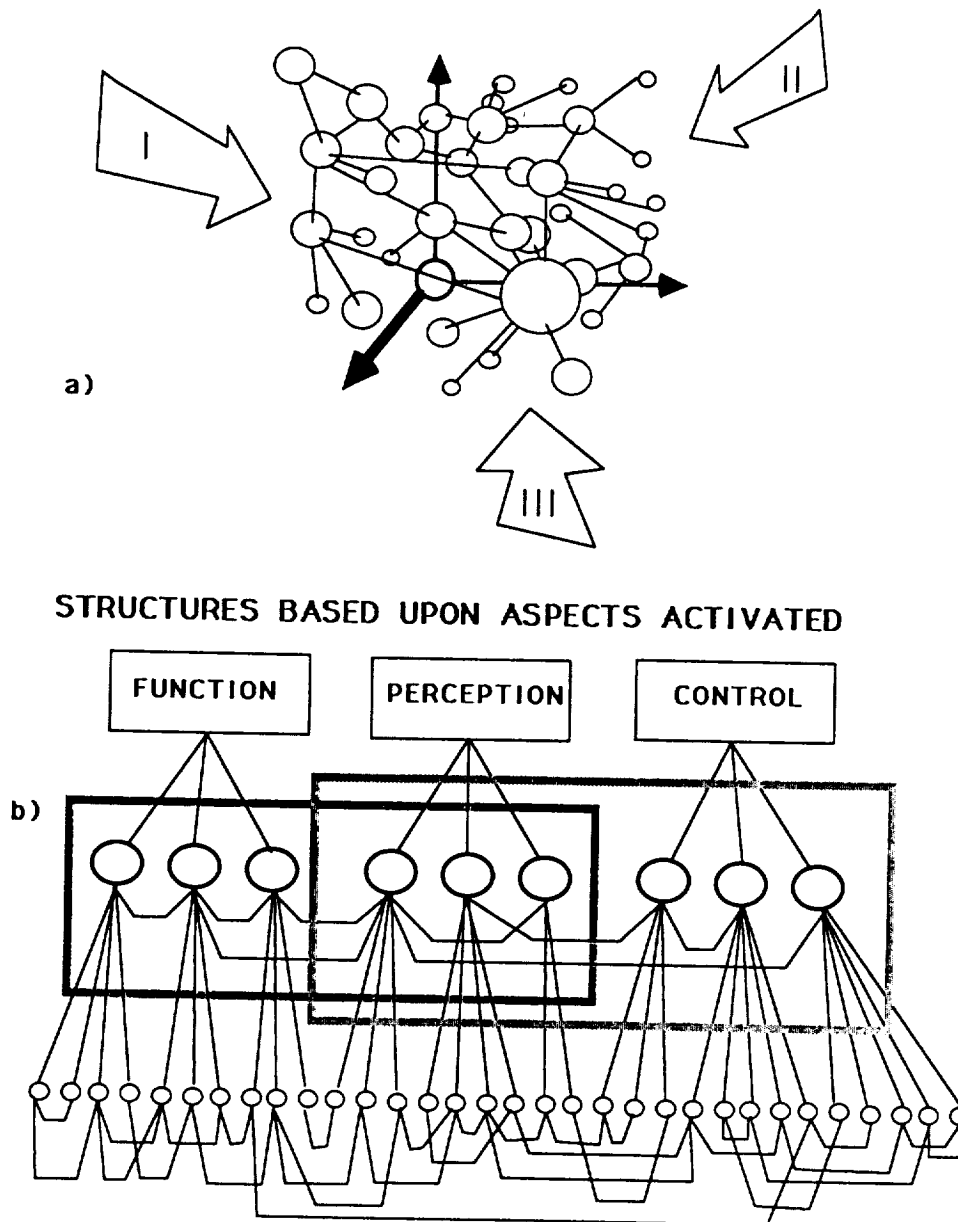 I
II
a)
III
STRUCTURES BASED UPON ASPECTS ACTIVATED
FUNCTION PERCEPTION CONTROL
b)